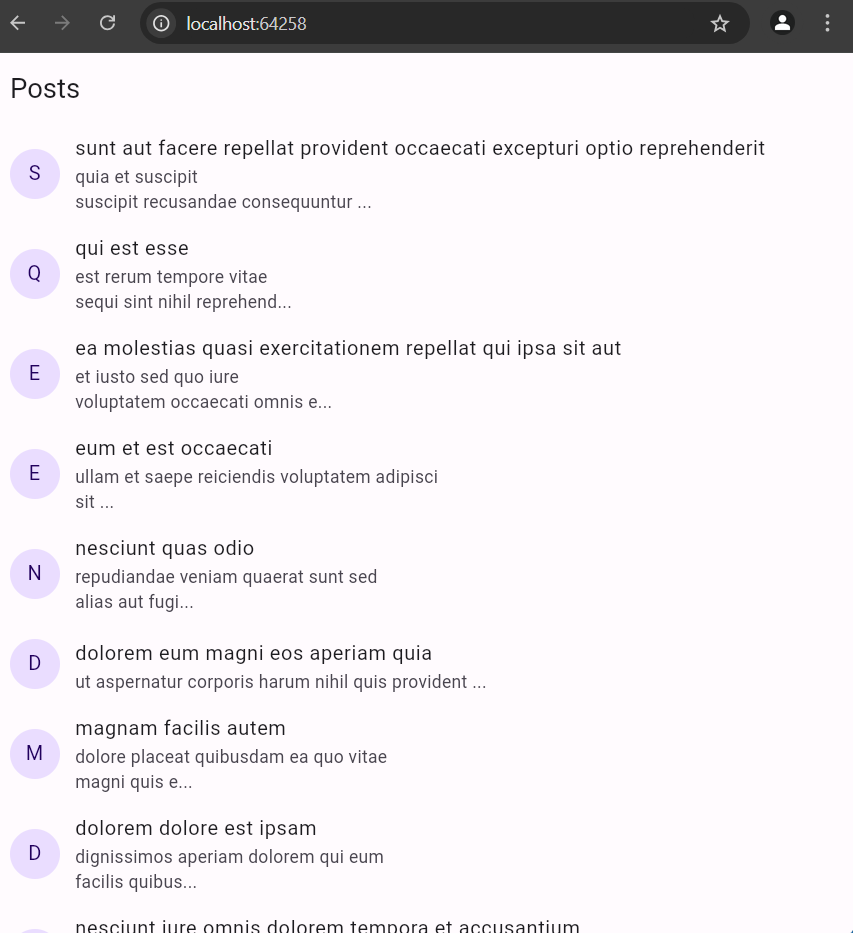 localhost:64258
Posts
S
sunt aut facere repellat provident occaecati excepturi optio reprehenderit
quia et suscipit
suscipit recusandae consequuntur ...
Q
qui est esse
est rerum tempore vitae
sequi sint nihil reprehend...
E
ea molestias quasi exercitationem repellat qui ipsa sit aut
et iusto sed quo iure
voluptatem occaecati omnis e...
E
eum et est occaecati
ullam et saepe reiciendis voluptatem adipisci
sit ...
N
nesciunt quas odio
repudiandae veniam quaerat sunt sed
alias aut fugi...
D
dolorem eum magni eos aperiam quia
ut aspernatur corporis harum nihil quis provident ...
M
magnam facilis autem
dolore placeat quibusdam ea quo vitae
magni quis e...
D
dolorem dolore est ipsam
dignissimos aperiam dolorem qui eum
facilis quibus...
nesciunt iure omnis dolorem tempora et accusantium